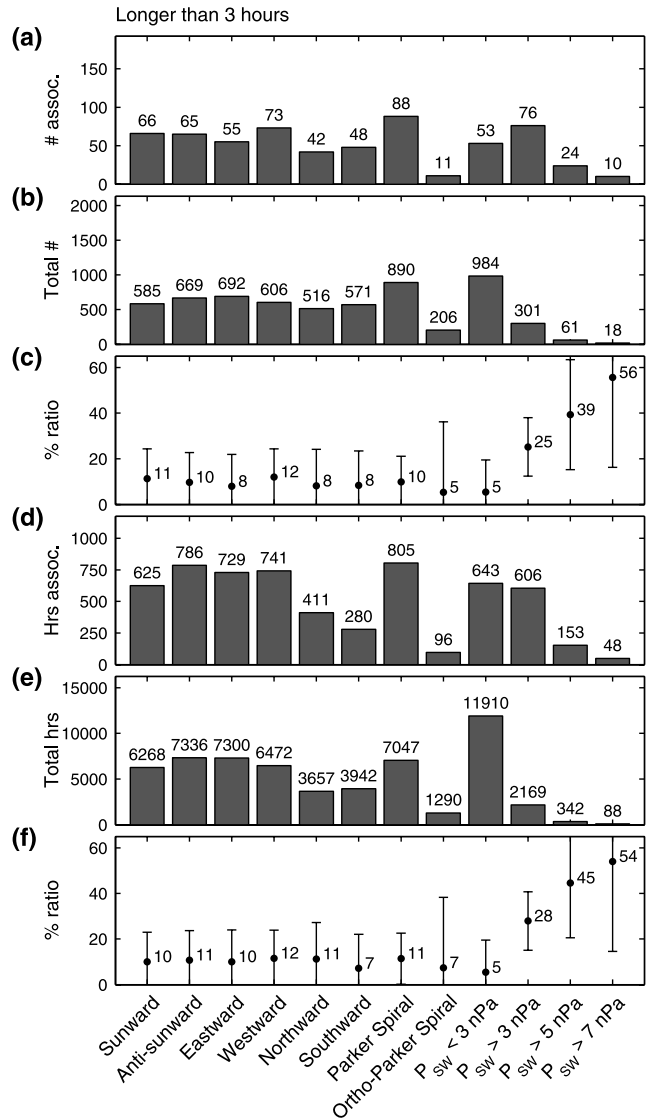 Longer than 3 hours
(a)
# assoc.
150
100
50
0
66 65 55 73 42 48 88 11 53 76 24 10
(b)
Total #
2000
1500
1000
500
0
585 669 692 606 516 571 890 206 984 301 61 18
(c)
% ratio
60
40
20
0
11 10 8 12 8 8 10 5 5 25 39 56
(d)
Hrs assoc.
1000
750
500
250
0
625 786 729 741 411 280 805 96 643 606 153 48
(e)
Total hrs
15000
10000
5000
0
6268 7336 7300 6472 3657 3942 7047 1290 11910 2169 342 88
(f)
% ratio
60
40
20
0
10 11 10 12 11 7 11 7 5 28 45 54
Sunward
Anti-sunward
Eastward
Westward
Northward
Southward
Parker Spiral
Ortho-Parker Spiral
P_SW < 3 nPa
P_SW > 3 nPa
P_SW > 5 nPa
P_SW > 7 nPa